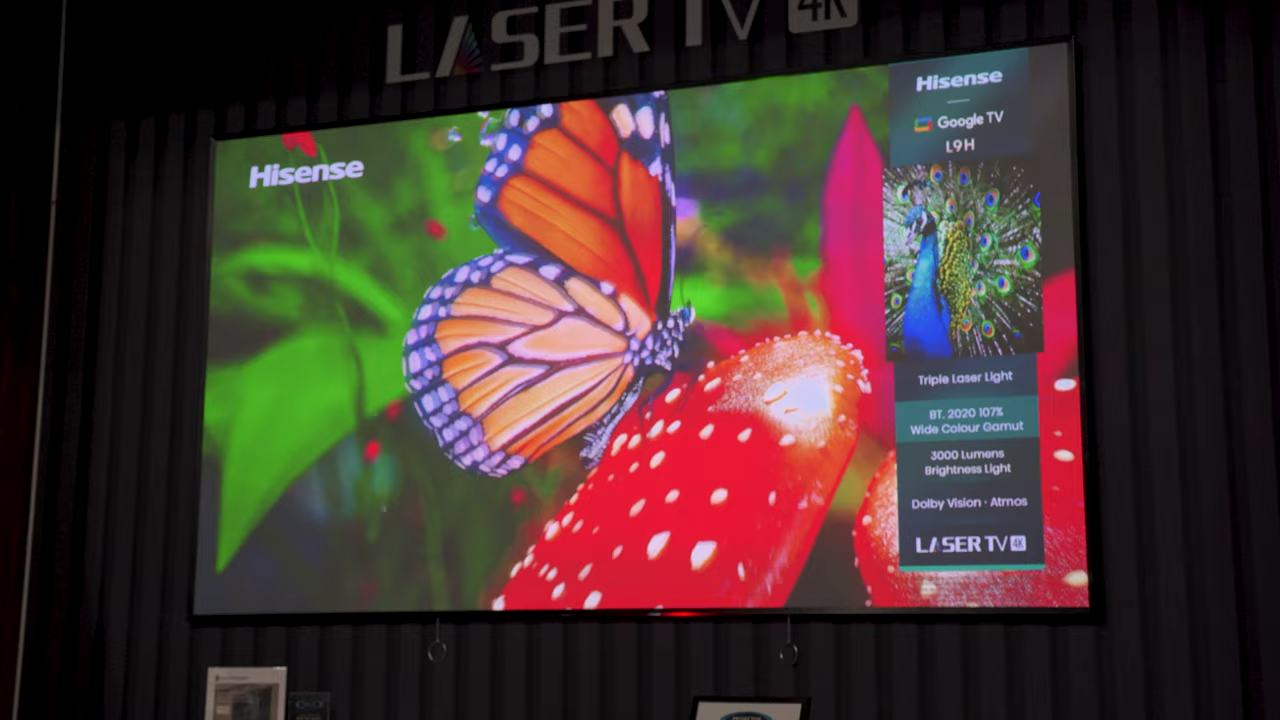 LASER TV 4K
Hisense
Hisense
Google TV
L9H
Triple Laser Light
BT. 2020 107%
Wide Colour Gamut
3000 Lumens
Brightness Light
Dolby Vision · Atmos
LASER TV 4K